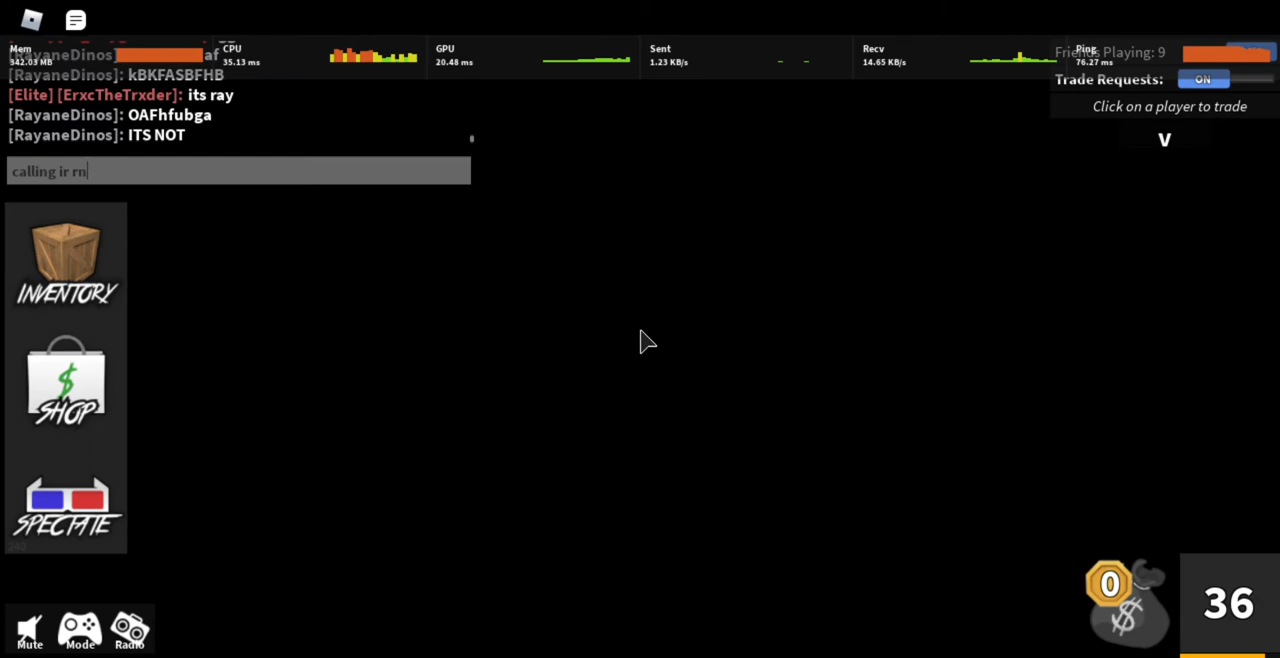 Mem
342.03 MB
CPU
35.13 ms
GPU
20.48 ms
Sent
1.23 KB/s
Recv
14.65 KB/s
Ping
76.27 ms
[RayaneDinos] af
[RayaneDinos]: kBKFASBFHB
[Elite] [ErxcTheTrxder]: its ray
[RayaneDinos]: OAFhfubga
[RayaneDinos]: ITS NOT
calling ir rn
Friends Playing: 9
Trade Requests: ON
Click on a player to trade
V
INVENTORY
$
SHOP
SPECTATE
240
Mute
Mode
Radio
0
$
36